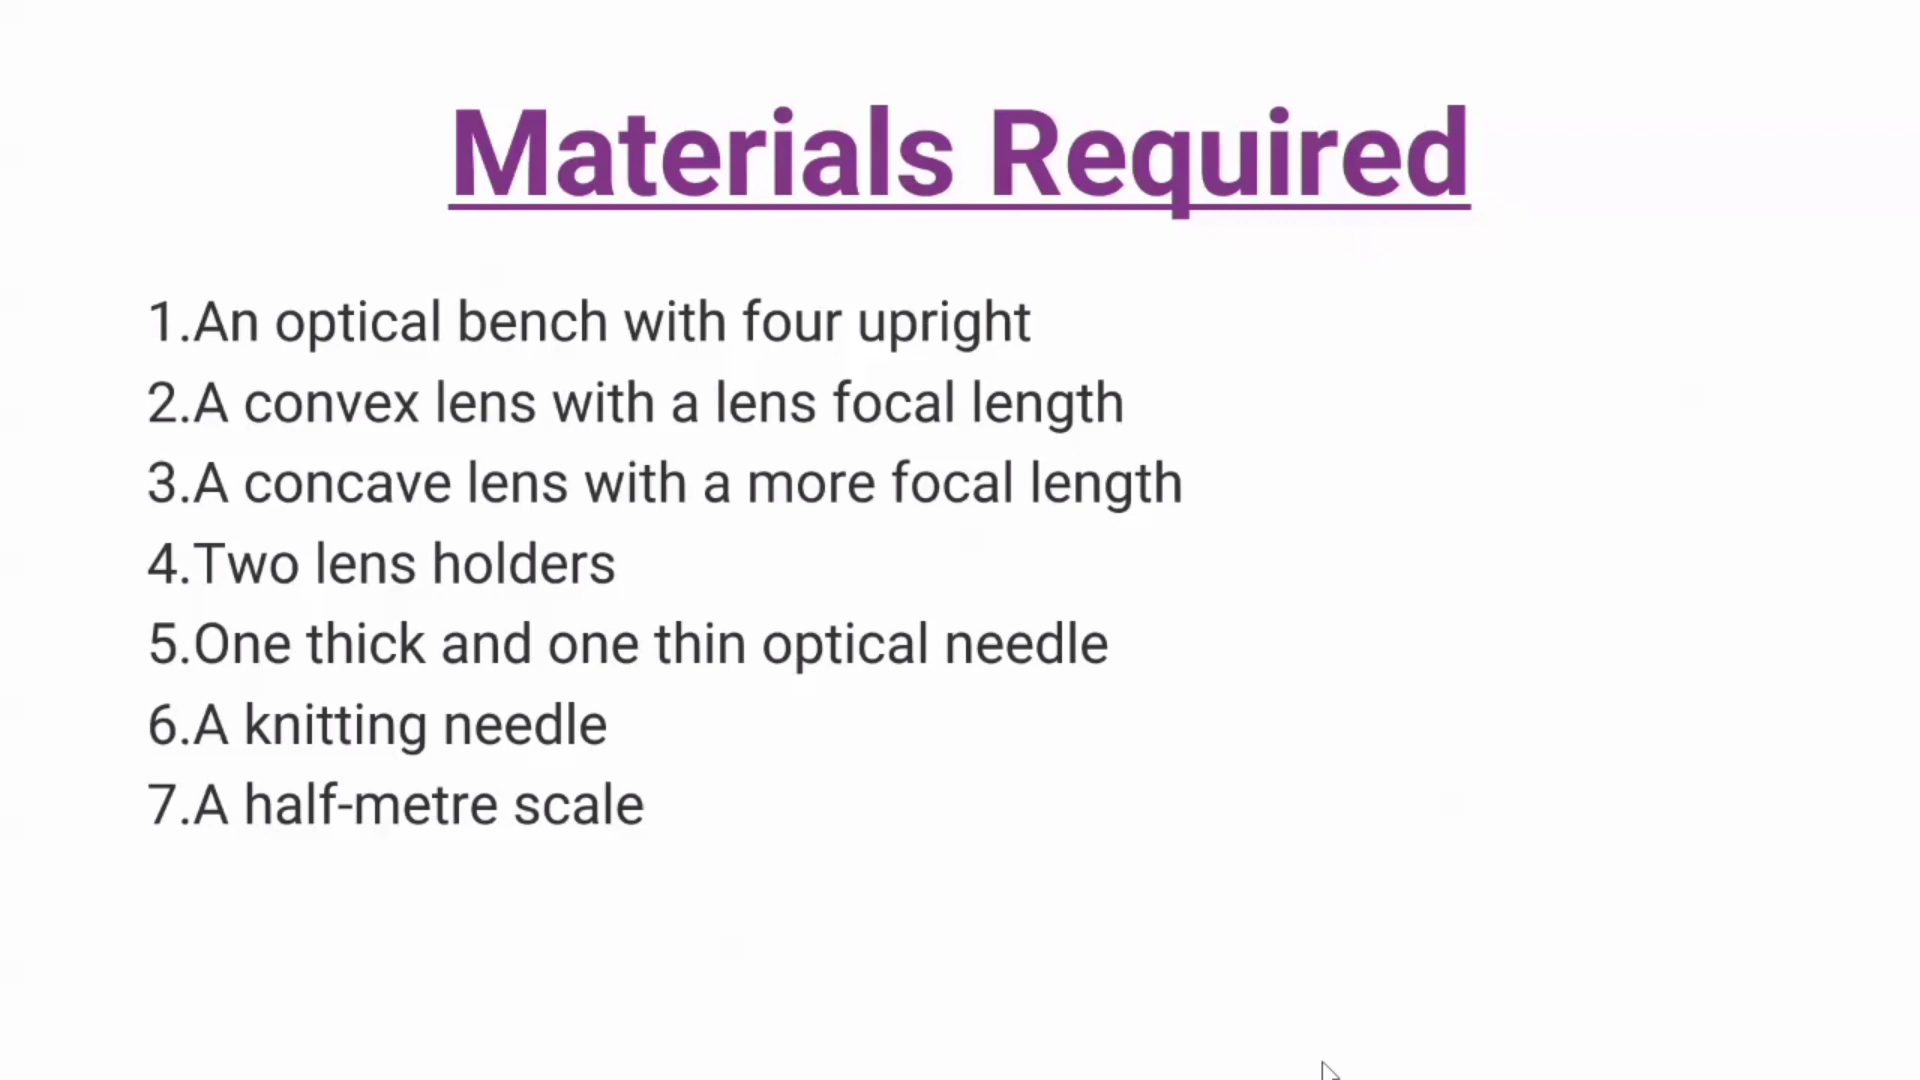 Materials Required
1.An optical bench with four upright
2.A convex lens with a lens focal length
3.A concave lens with a more focal length
4.Two lens holders
5.One thick and one thin optical needle
6.A knitting needle
7.A half-metre scale